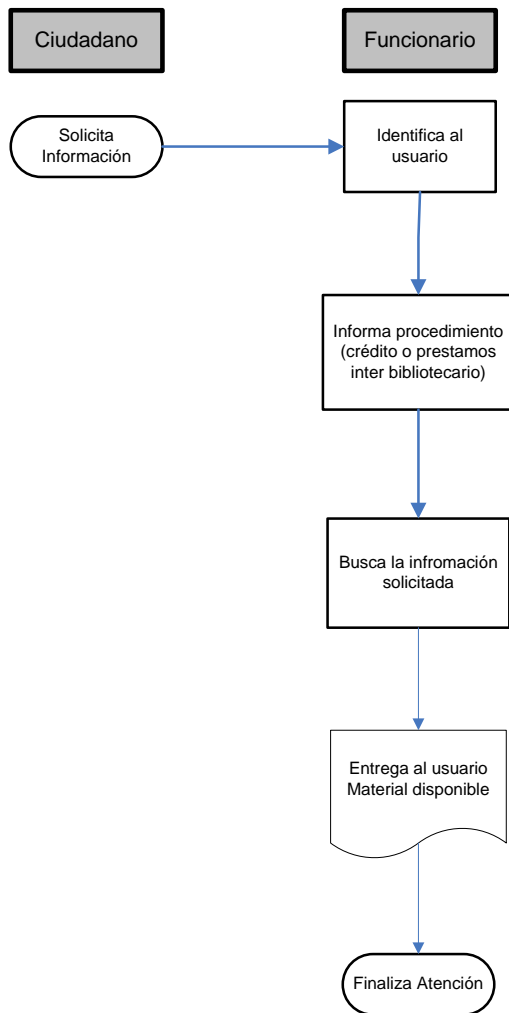 Ciudadano
Funcionario
Solicita
Información
Identifica al
usuario
Informa procedimiento
(crédito o prestamos
inter bibliotecario)
Busca la infromación
solicitada
Entrega al usuario
Material disponible
Finaliza Atención